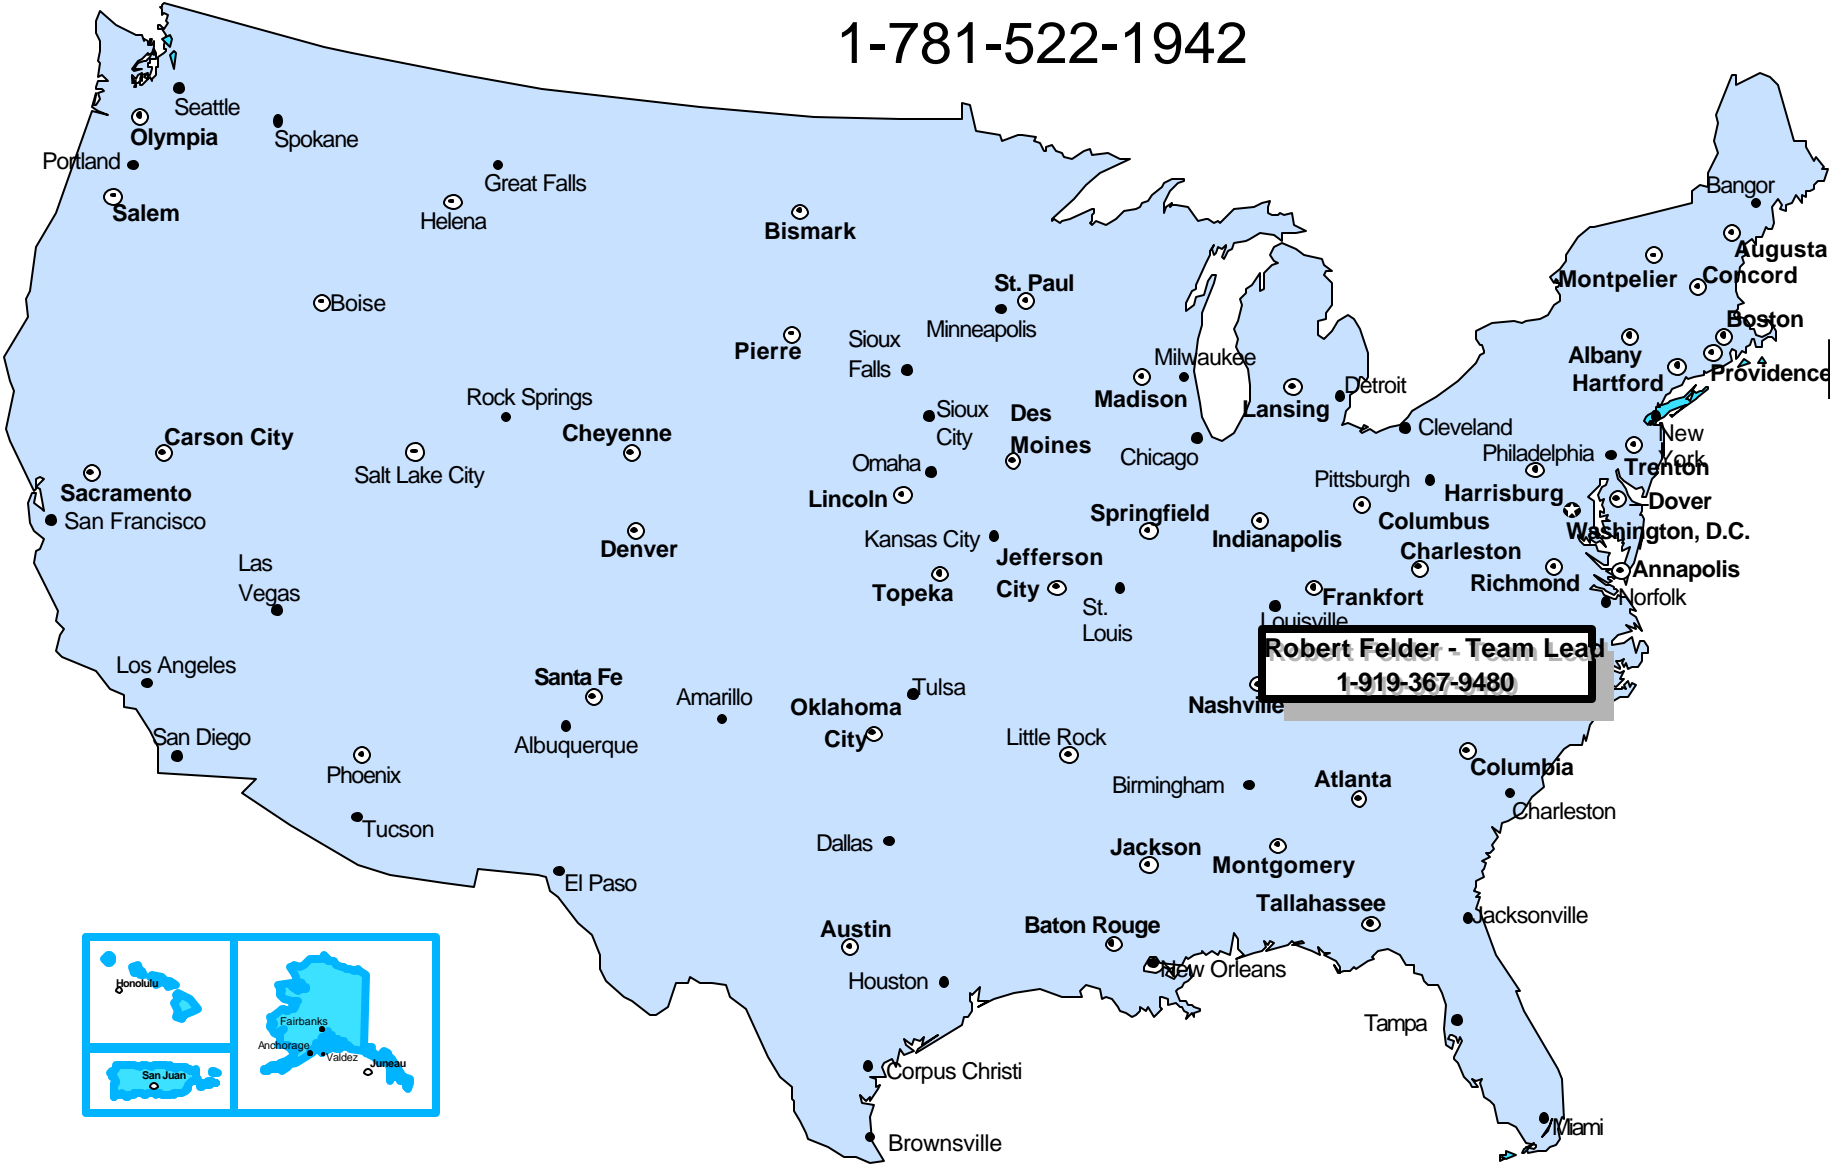 1-781-522-1942
Seattle
Olympia
Spokane
Portland
Great Falls
Salem
Helena
Bismark
Bangor
Augusta
Montpelier
Concord
Boise
St. Paul
Minneapolis
Pierre
Sioux
Falls
Boston
Albany
Hartford
Providence
Milwaukee
Madison
Lansing
Detroit
Rock Springs
Cheyenne
Sioux
City
Des
Moines
Cleveland
New
York
Carson City
Salt Lake City
Omaha
Chicago
Philadelphia
Trenton
Pittsburgh
Harrisburg
Sacramento
San Francisco
Lincoln
Springfield
Indianapolis
Columbus
Dover
Washington, D.C.
Denver
Kansas City
Jefferson
City
Charleston
Richmond
Annapolis
Las
Vegas
Topeka
St.
Louis
Frankfort
Norfolk
Louisville
Robert Felder - Team Lead
1-919-367-9480
Los Angeles
Santa Fe
Amarillo
Tulsa
Oklahoma
City
Nashville
San Diego
Albuquerque
Little Rock
Phoenix
Birmingham
Atlanta
Columbia
Charleston
Tucson
Dallas
Jackson
Montgomery
El Paso
Tallahassee
Austin
Baton Rouge
Jacksonville
New Orleans
Houston
Tampa
Corpus Christi
Brownsville
Miami
Honolulu
Fairbanks
Anchorage
Valdez
Juneau
San Juan